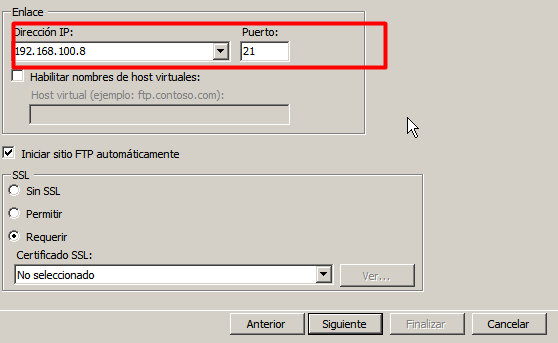 Enlace
Dirección IP: Puerto:
192.168.100.8 21
Habilitar nombres de host virtuales:
Host virtual (ejemplo: ftp.contoso.com):
Iniciar sitio FTP automáticamente
SSL
Sin SSL
Permitir
Requerir
Certificado SSL:
No seleccionado Ver...
Anterior Siguiente Finalizar Cancelar